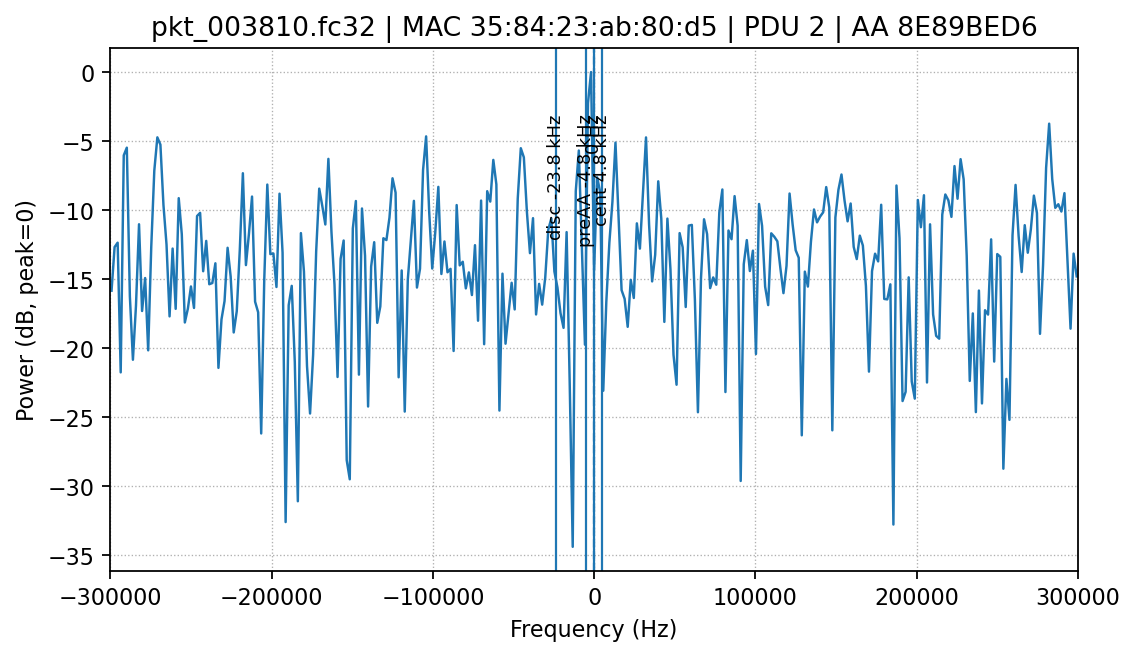 pkt_003810.fc32 | MAC 35:84:23:ab:80:d5 | PDU 2 | AA 8E89BED6
Power (dB, peak=0)
0
−5
−10
−15
−20
−25
−30
−35
disc -23.8 kHz
preAA -4.8 kHz
cent 4.8 kHz
−300000
−200000
−100000
0
100000
200000
300000
Frequency (Hz)